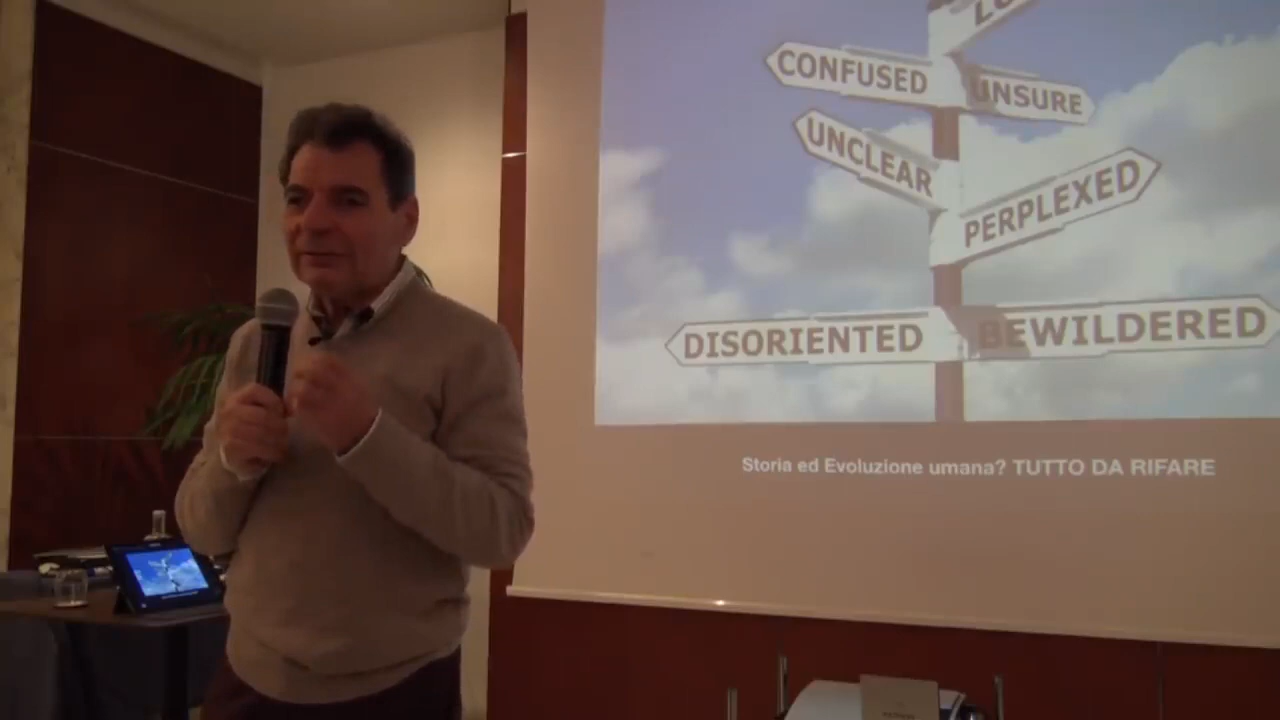 CONFUSED
UNSURE
UNCLEAR
PERPLEXED
DISORIENTED
BEWILDERED
Storia ed Evoluzione umana? TUTTO DA RIFARE